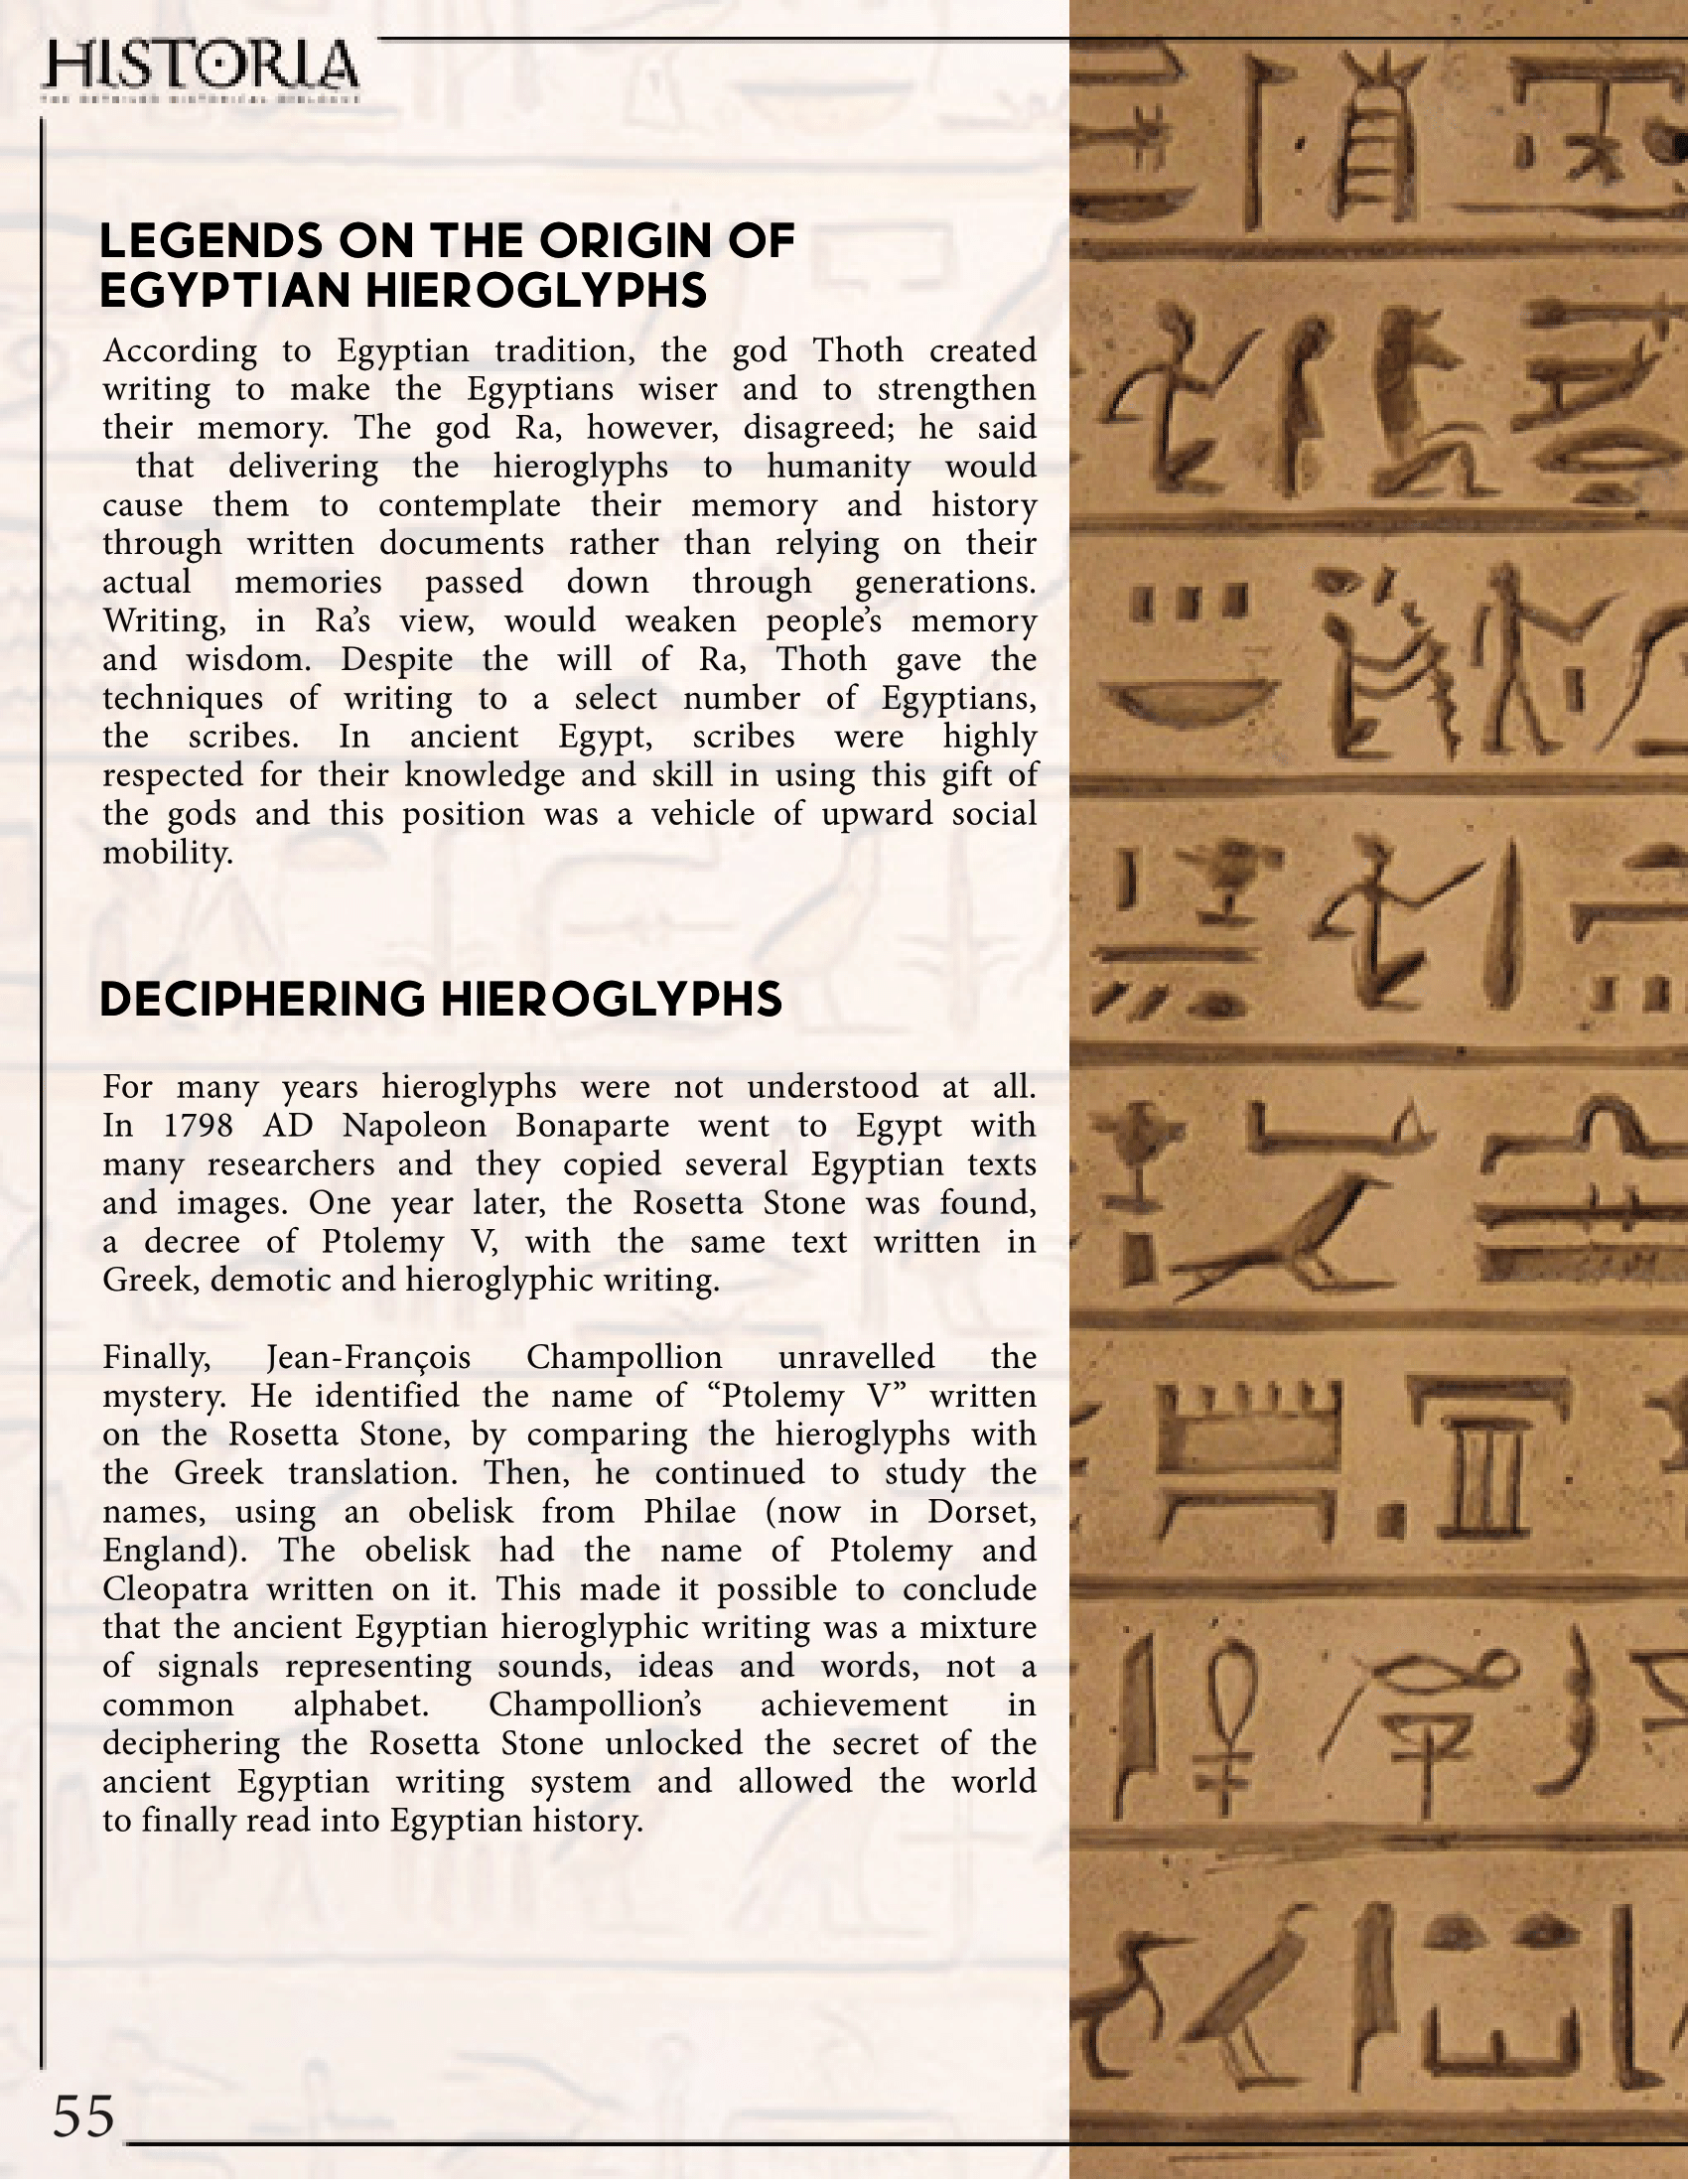 HISTORIA
THE DETAILED HISTORICAL DIALOGUE
LEGENDS ON THE ORIGIN OF
EGYPTIAN HIEROGLYPHS
According to Egyptian tradition, the god Thoth created
writing to make the Egyptians wiser and to strengthen
their memory. The god Ra, however, disagreed; he said
that delivering the hieroglyphs to humanity would
cause them to contemplate their memory and history
through written documents rather than relying on their
actual memories passed down through generations.
Writing, in Ra’s view, would weaken people’s memory
and wisdom. Despite the will of Ra, Thoth gave the
techniques of writing to a select number of Egyptians,
the scribes. In ancient Egypt, scribes were highly
respected for their knowledge and skill in using this gift of
the gods and this position was a vehicle of upward social
mobility.
DECIPHERING HIEROGLYPHS
For many years hieroglyphs were not understood at all.
In 1798 AD Napoleon Bonaparte went to Egypt with
many researchers and they copied several Egyptian texts
and images. One year later, the Rosetta Stone was found,
a decree of Ptolemy V, with the same text written in
Greek, demotic and hieroglyphic writing.
Finally, Jean-François Champollion unravelled the
mystery. He identified the name of “Ptolemy V” written
on the Rosetta Stone, by comparing the hieroglyphs with
the Greek translation. Then, he continued to study the
names, using an obelisk from Philae (now in Dorset,
England). The obelisk had the name of Ptolemy and
Cleopatra written on it. This made it possible to conclude
that the ancient Egyptian hieroglyphic writing was a mixture
of signals representing sounds, ideas and words, not a
common alphabet. Champollion’s achievement in
deciphering the Rosetta Stone unlocked the secret of the
ancient Egyptian writing system and allowed the world
to finally read into Egyptian history.
55